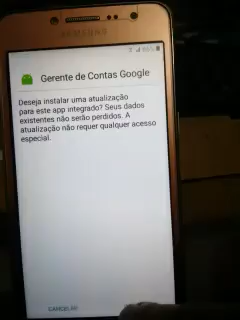 SAMSUNG
86%
Gerente de Contas Google
Deseja instalar uma atualização
para este app integrado? Seus dados
existentes não serão perdidos. A
atualização não requer qualquer acesso
especial.
CANCELAR